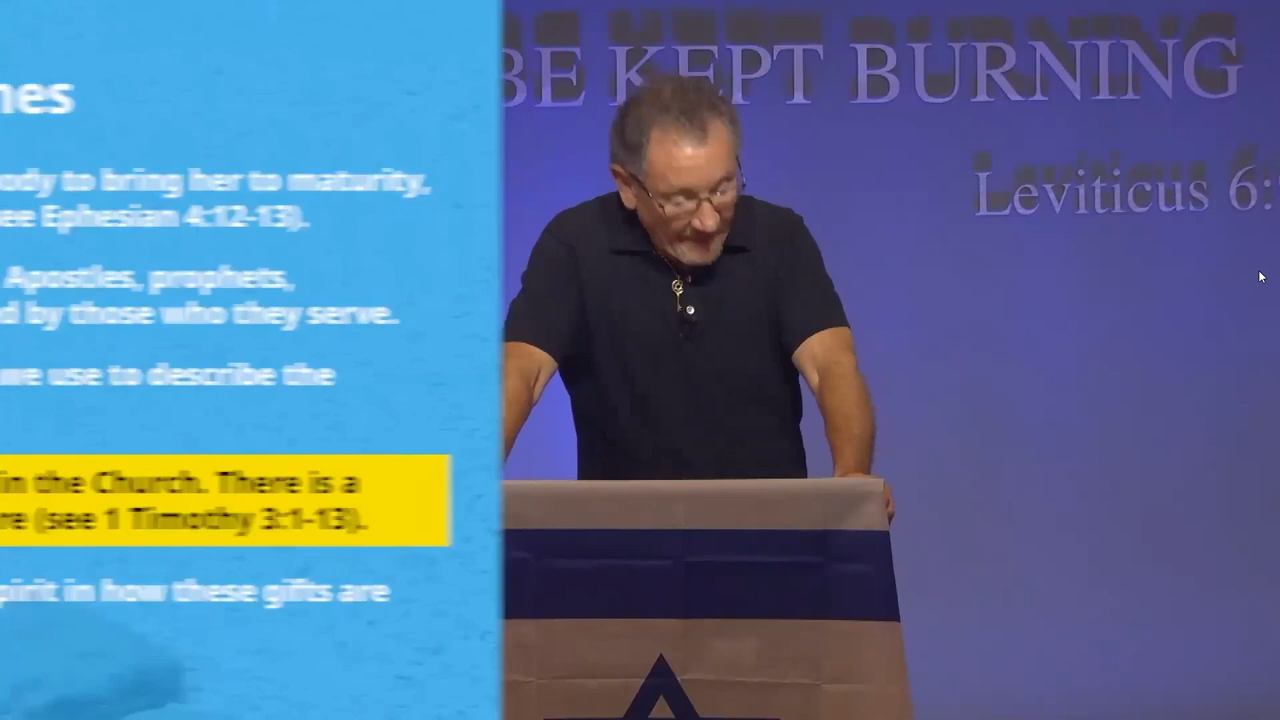 BE KEPT BURNING
Leviticus 6:
nes
ody to bring her to maturity,
ee Ephesian 4:12-13).
Apostles, prophets,
d by those who they serve.
we use to describe the
in the Church. There is a
re (see 1 Timothy 3:1-13).
pirit in how these gifts are